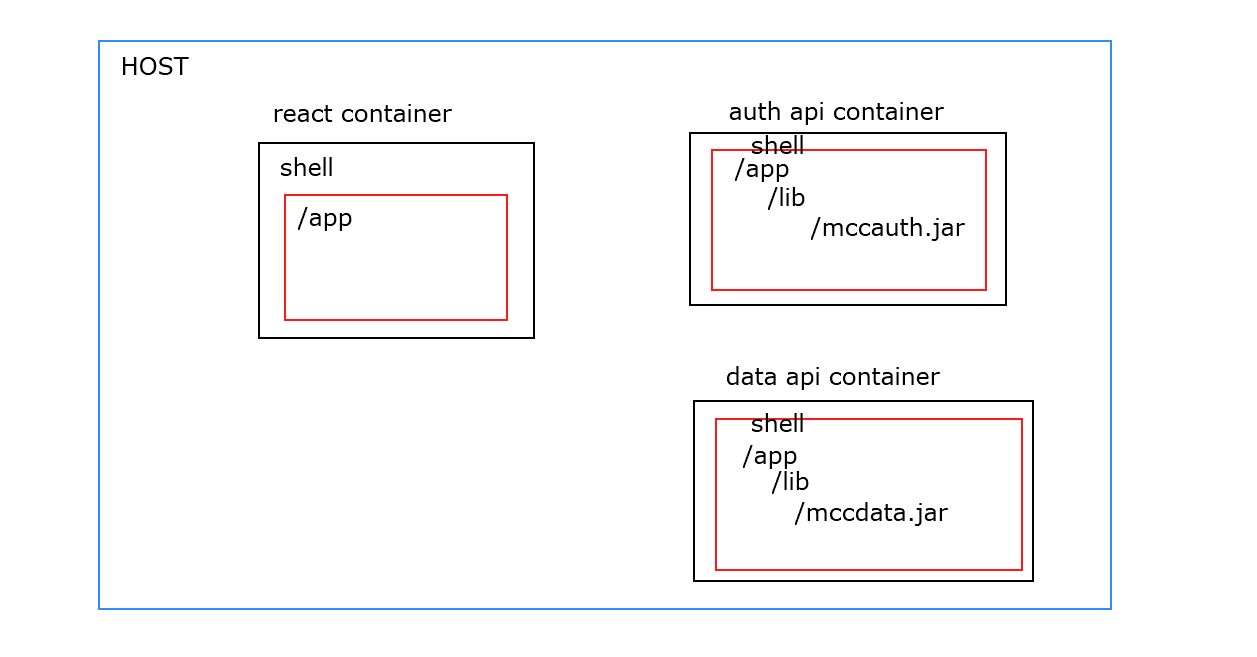 HOST
react container
shell
/app
auth api container
shell
/app
/lib
/mccauth.jar
data api container
shell
/app
/lib
/mccdata.jar